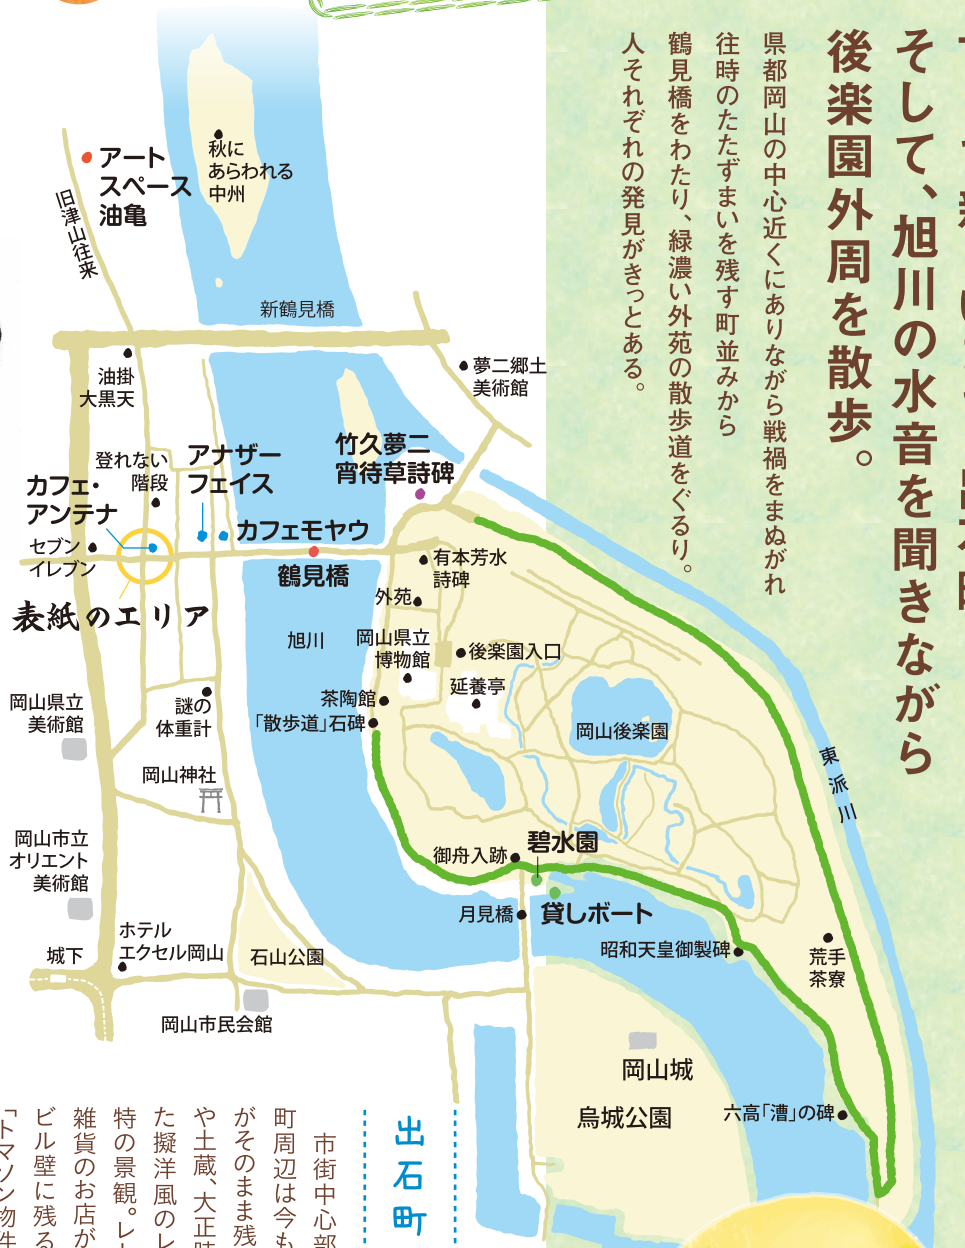 そして、旭川の水音を聞きながら
後楽園外周を散歩。
県都岡山の中心近くにありながら戦禍をまぬがれ
往時のたたずまいを残す町並みから
鶴見橋をわたり、緑濃い外苑の散歩道をぐるり。
人それぞれの発見がきっとある。
アート
スペース
油亀
旧津山往来
秋に
あらわれる
中州
新鶴見橋
油掛
大黒天
夢二郷土
美術館
登れない
階段
アナザー
フェイス
竹久夢二
宵待草詩碑
カフェ・
アンテナ
カフェモヤウ
セブン
イレブン
鶴見橋
有本芳水
詩碑
外苑
表紙のエリア
旭川
岡山県立
博物館
後楽園入口
延養亭
茶陶館
「散歩道」石碑
岡山後楽園
岡山県立
美術館
謎の
体重計
東派川
岡山神社
岡山市立
オリエント
美術館
御舟入跡
碧水園
月見橋
貸しボート
ホテル
エクセル岡山
城下
石山公園
昭和天皇御製碑
荒手
茶寮
岡山市民会館
岡山城
烏城公園
六高「漕」の碑
出石町
市街中心部
町周辺は今も
がそのまま残
や土蔵、大正時
た擬洋風のレ
特の景観。レト
雑貨のお店が
ビル壁に残る
「トマソン物件